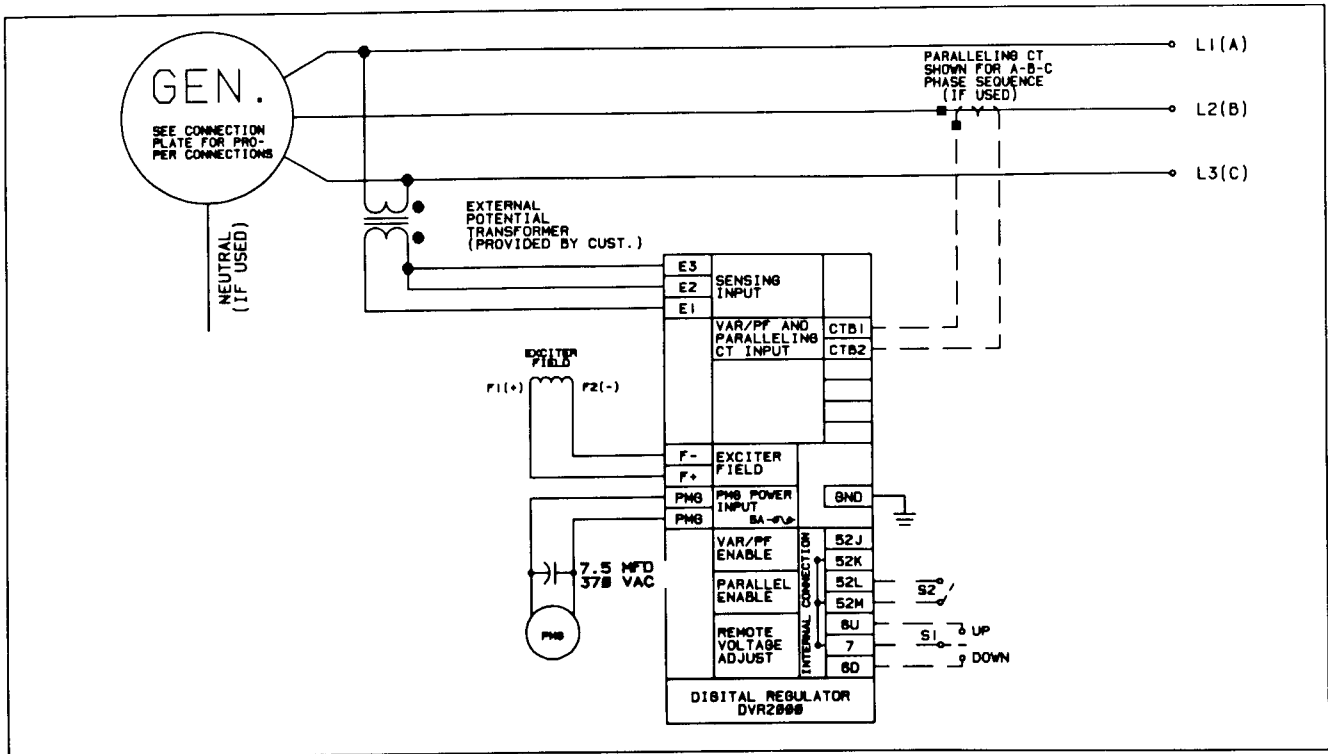 L1(A)
PARALLELING CT
SHOWN FOR A-B-C
PHASE SEQUENCE
(IF USED)
GEN.
SEE CONNECTION
PLATE FOR PRO-
PER CONNECTIONS
L2(B)
L3(C)
NEUTRAL
(IF USED)
EXTERNAL
POTENTIAL
TRANSFORMER
(PROVIDED BY CUST.)
E3
E2
E1
SENSING
INPUT
VAR/PF AND
PARALLELING
CT INPUT
CTB1
CTB2
EXCITER
FIELD
F1(+)
F2(-)
F-
F+
EXCITER
FIELD
PMG
PMG
PMG POWER
INPUT
5A
GND
VAR/PF
ENABLE
PARALLEL
ENABLE
REMOTE
VOLTAGE
ADJUST
INTERNAL CONNECTION
52J
52K
52L
52M
6U
7
6D
S2
S1
UP
DOWN
7.5 MFD
370 VAC
PMG
DIGITAL REGULATOR
DVR2000